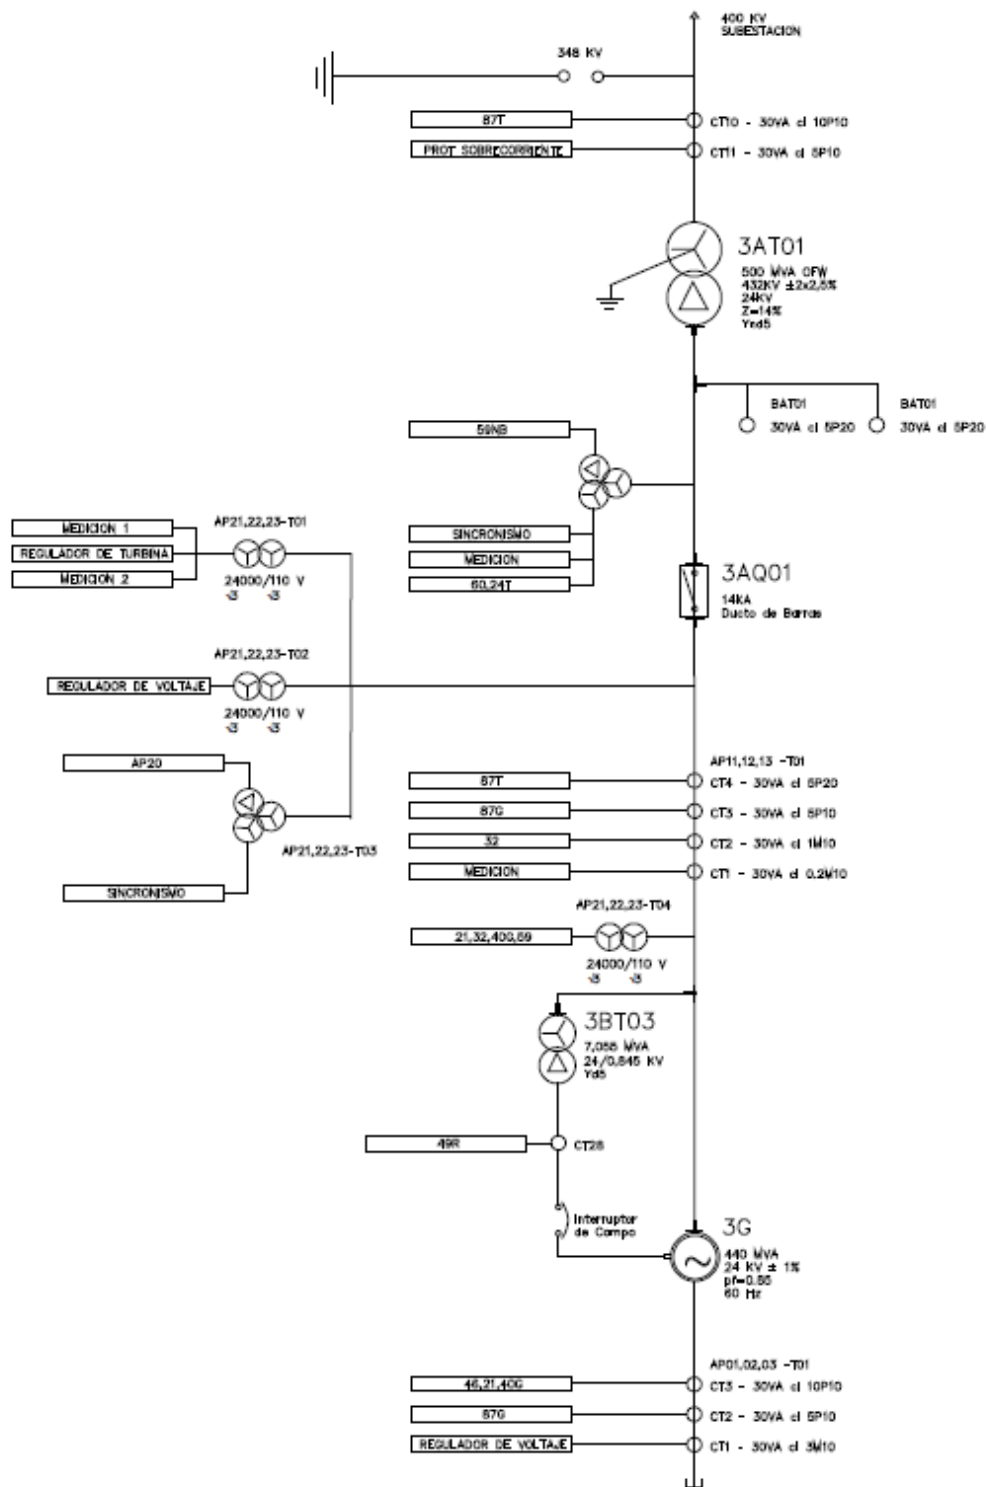 400 KV
SUBESTACION
348 KV
87T
CT10 - 30VA cl 10P10
PROT SOBRECORRIENTE
CT11 - 30VA cl 5P10
3AT01
500 MVA OFW
432KV ±2x2,5%
24KV
Z=14%
Ynd5
BAT01
30VA cl 5P20
BAT01
30VA cl 5P20
59NB
SINCRONISMO
MEDICION
60,24T
AP21,22,23-T01
MEDICION 1
REGULADOR DE TURBINA
MEDICION 2
24000/110 V
√3 √3
3AQ01
14KA
Ducto de Barras
AP21,22,23-T02
REGULADOR DE VOLTAJE
24000/110 V
√3 √3
AP20
AP21,22,23-T03
SINCRONISMO
AP11,12,13 -T01
87T
CT4 - 30VA cl 5P20
87G
CT3 - 30VA cl 5P10
32
CT2 - 30VA cl 1M10
MEDICION
CT1 - 30VA cl 0.2M10
AP21,22,23-T04
21,32,40G,59
24000/110 V
√3 √3
3BT03
24/0,845 KV
Yd5
49R
CT28
Interruptor
de Campo
3G
440 MVA
24 KV ± 1%
pf=0.85
60 Hz
AP01,02,03 -T01
46,21,40G
CT3 - 30VA cl 10P10
87G
CT2 - 30VA cl 5P10
REGULADOR DE VOLTAJE
CT1 - 30VA cl 3M10